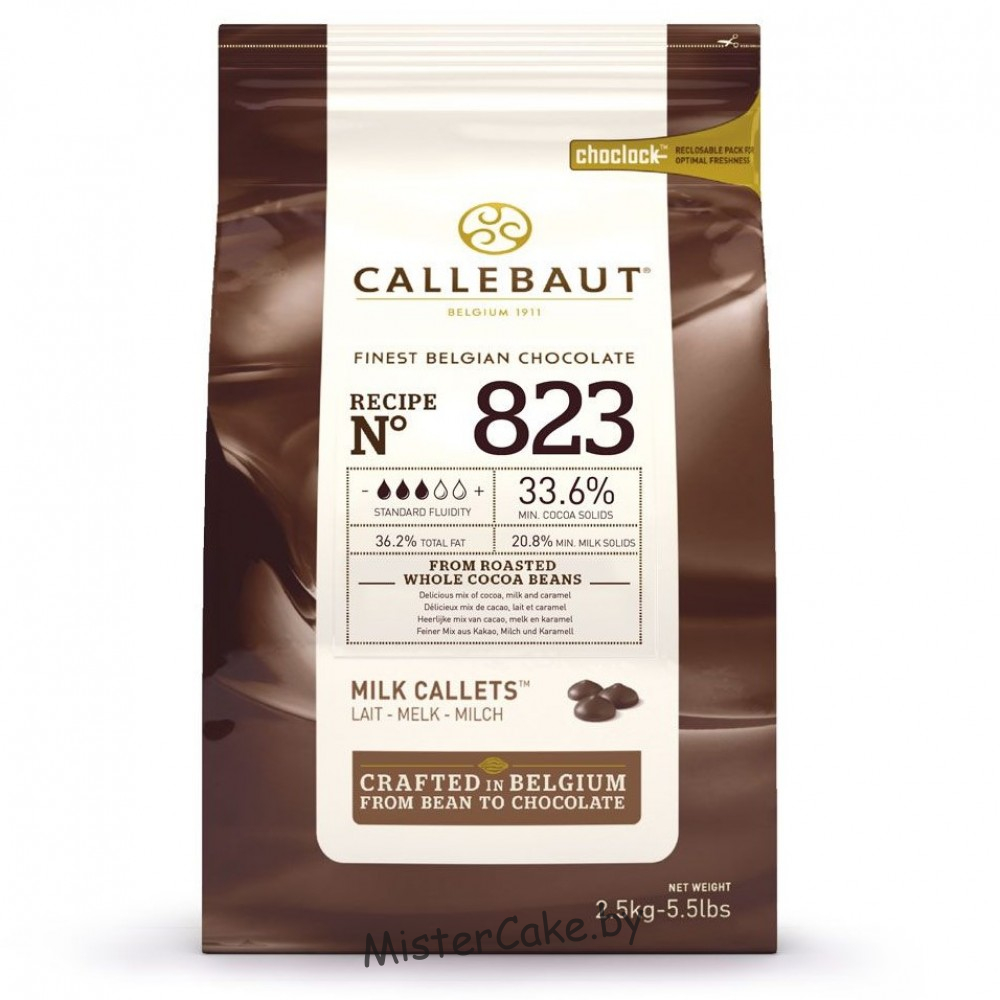 choclock™
RECLOSABLE PACK FOR
OPTIMAL FRESHNESS
CALLEBAUT®
BELGIUM 1911
FINEST BELGIAN CHOCOLATE
RECIPE
N° 823
- +
STANDARD FLUIDITY
33.6%
MIN. COCOA SOLIDS
36.2% TOTAL FAT
20.8% MIN. MILK SOLIDS
FROM ROASTED
WHOLE COCOA BEANS
Delicious mix of cocoa, milk and caramel
Délicieux mix de cacao, lait et caramel
Heerlijke mix van cacao, melk en karamel
Feiner Mix aus Kakao, Milch und Karamell
MILK CALLETS™
LAIT - MELK - MILCH
CRAFTED IN BELGIUM
FROM BEAN TO CHOCOLATE
NET WEIGHT
2.5kg-5.5lbs
MisterCake.by